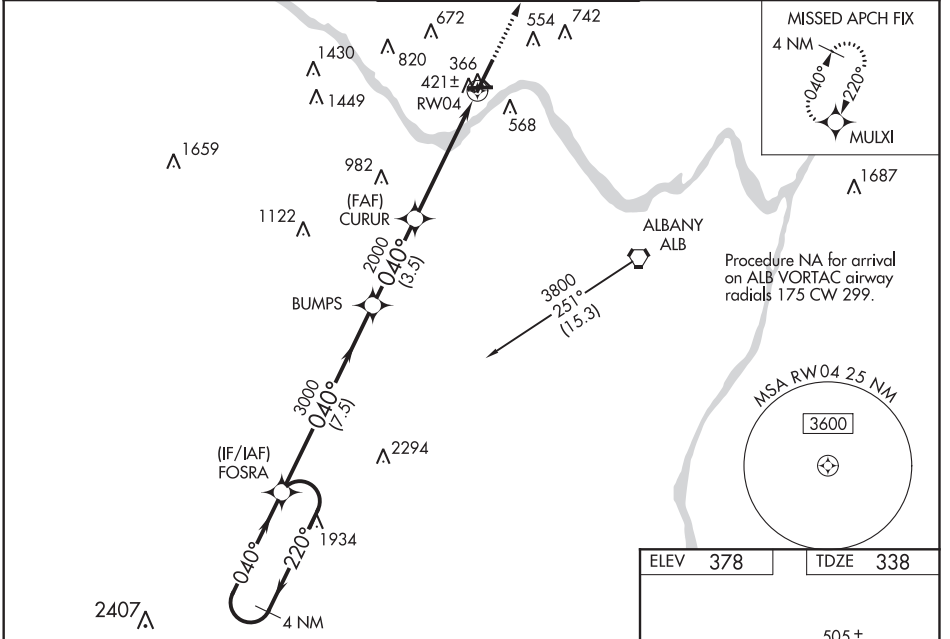 672
554
742
MISSED APCH FIX
4 NM
040°
220°
MULXI
1430
820
366
421±
RW04
1449
568
1659
982
1687
(FAF)
CURUR
1122
ALBANY
ALB
2000
040°
(3.5)
Procedure NA for arrival
on ALB VORTAC airway
radials 175 CW 299.
3800
251°
(15.3)
BUMPS
3000
040°
(7.5)
MSA RW04 25 NM
3600
(IF/IAF)
FOSRA
2294
040°
220°
1934
4 NM
2407
ELEV 378
TDZE 338
505±